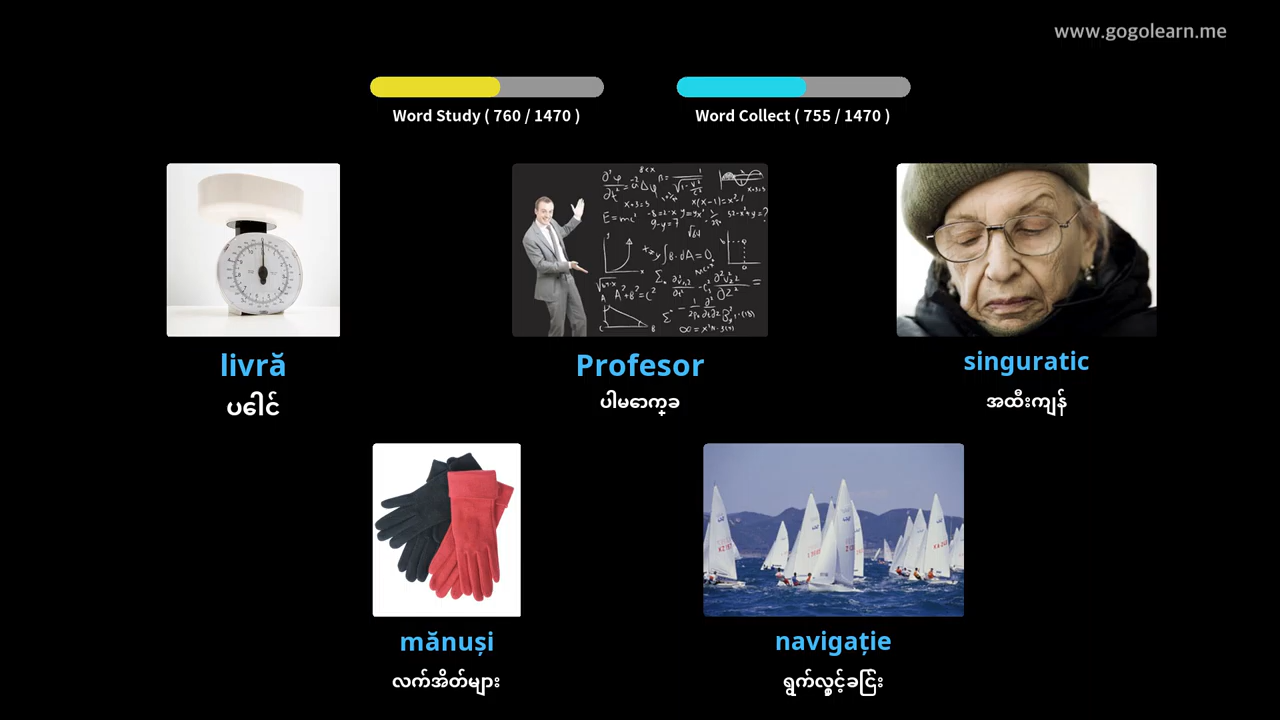 www.gogolearn.me
Word Study ( 760 / 1470 )
Word Collect ( 755 / 1470 )
livră
ပေါင်
Profesor
ပါမောက္ခ
singuratic
အထီးကျန်
mănuși
လက်အိတ်များ
navigație
ရွက်လွှင့်ခြင်း